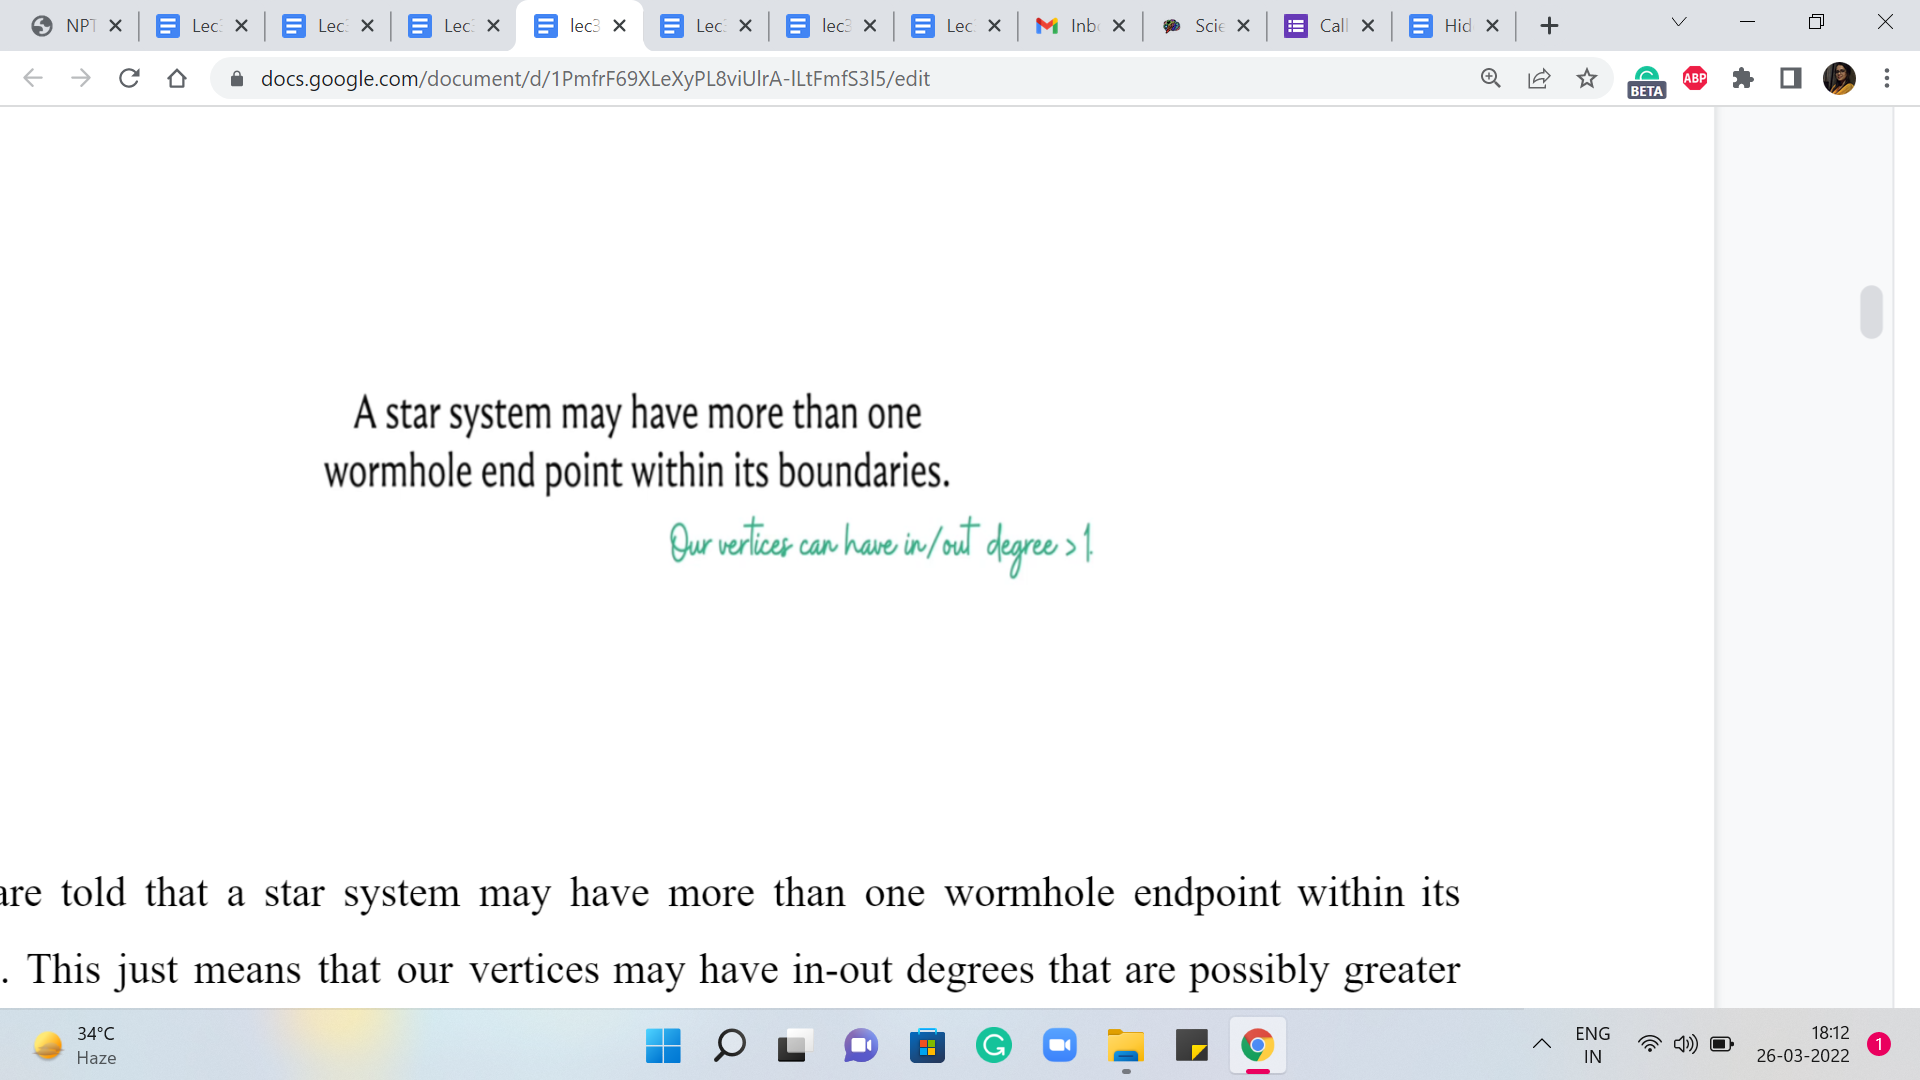 NPT Lec Lec Lec lec3 Lec lec3 Lec Inb Scie Call Hid
docs.google.com/document/d/1PmfrF69XLeXyPL8viUlrA-lLtFmfS3l5/edit
BETA
ABP
A star system may have more than one
wormhole end point within its boundaries.
Our vertices can have in/out degree > 1.
are told that a star system may have more than one wormhole endpoint within its
. This just means that our vertices may have in-out degrees that are possibly greater
34°C
Haze
ENG
IN
18:12
26-03-2022
1